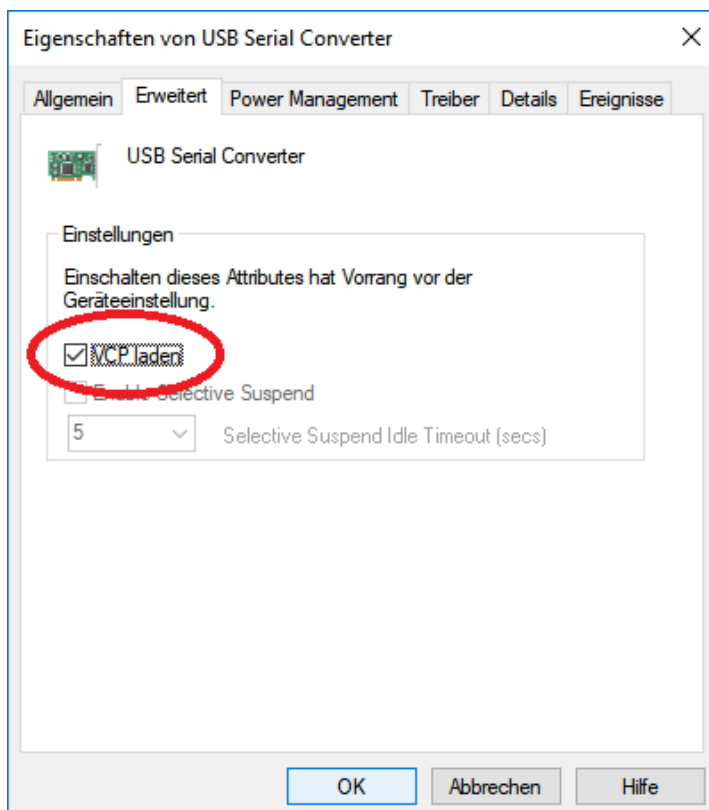 Eigenschaften von USB Serial Converter
Allgemein Erweitert Power Management Treiber Details Ereignisse
USB Serial Converter
Einstellungen
Einschalten dieses Attributes hat Vorrang vor der
Geräteeinstellung.
VCP laden
Enable Selective Suspend
5 Selective Suspend Idle Timeout (secs)
OK Abbrechen Hilfe